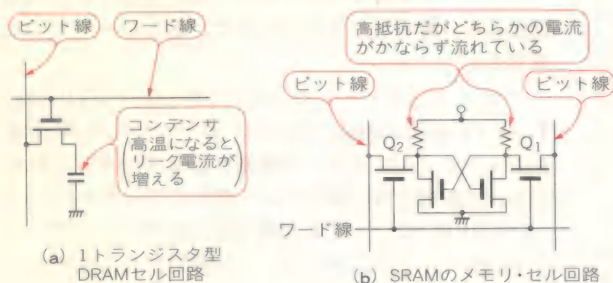 ビット線
ワード線
コンデンサ
(高温になると
リーク電流が
増える)
(a) 1トランジスタ型
DRAMセル回路
高抵抗だがどちらかの電流
がかならず流れている
ビット線
ビット線
Q2
Q1
ワード線
(b) SRAMのメモリ・セル回路